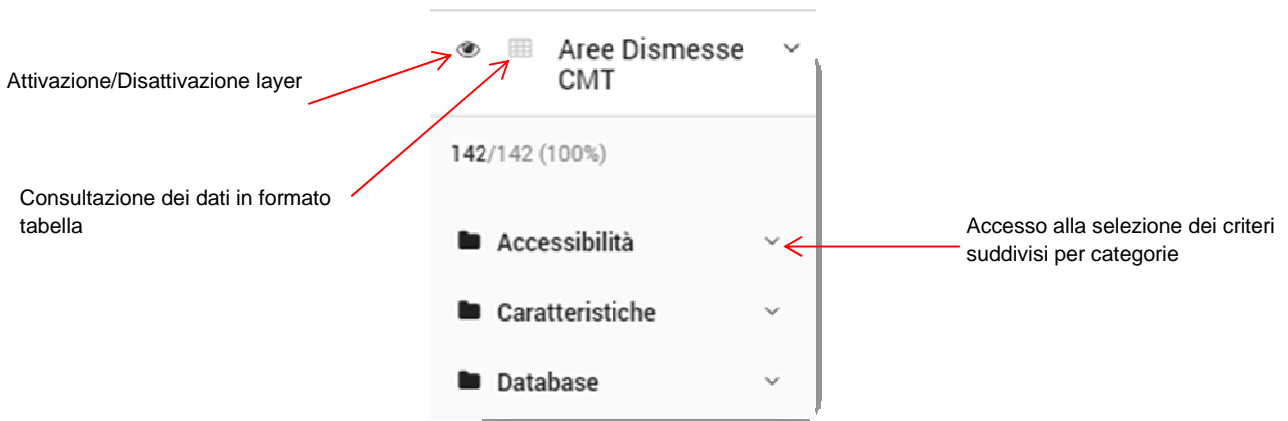 Attivazione/Disattivazione layer
Consultazione dei dati in formato
tabella
Aree Dismesse
CMT
142/142 (100%)
Accessibilità
Caratteristiche
Database
Accesso alla selezione dei criteri
suddivisi per categorie